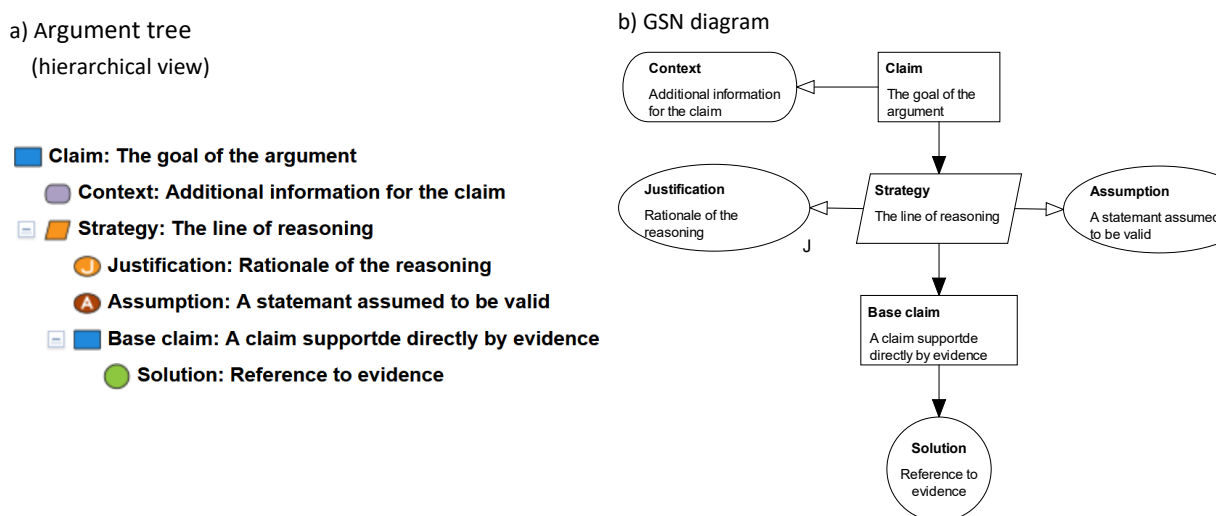 a) Argument tree
(hierarchical view)
Claim: The goal of the argument
Context: Additional information for the claim
Strategy: The line of reasoning
J
Justification: Rationale of the reasoning
A
Assumption: A statemant assumed to be valid
Base claim: A claim supportde directly by evidence
Solution: Reference to evidence
b) GSN diagram
Context
Additional information
for the claim
Claim
The goal of the
argument
Justification
Rationale of the
reasoning
J
Strategy
The line of reasoning
Assumption
A statemant assumed
to be valid
Base claim
A claim supportde
directly by evidence
Solution
Reference to
evidence